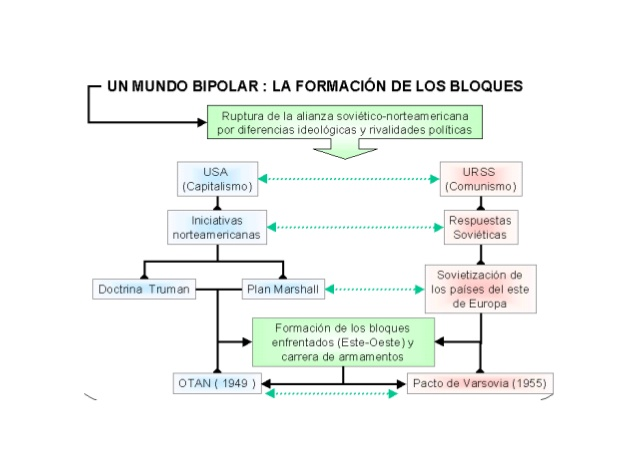 UN MUNDO BIPOLAR : LA FORMACIÓN DE LOS BLOQUES
Ruptura de la alianza soviético-norteamericana
por diferencias ideológicas y rivalidades políticas
USA
(Capitalismo)
URSS
(Comunismo)
Iniciativas
norteamericanas
Respuestas
Soviéticas
Doctrina Truman
Plan Marshall
Sovietización de
los países del este
de Europa
Formación de los bloques
enfrentados (Este-Oeste) y
carrera de armamentos
OTAN ( 1949 )
Pacto de Varsovia (1955)